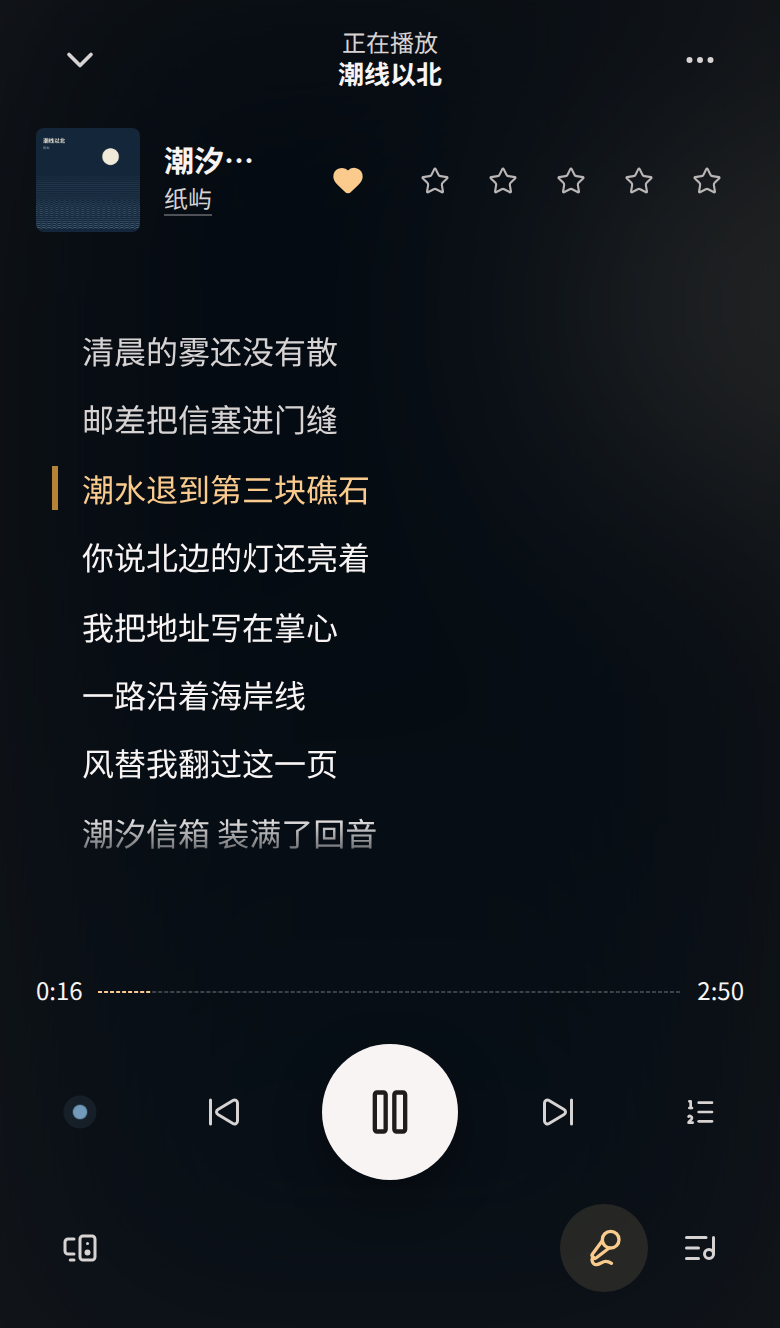 正在播放
潮线以北
潮线以北
潮汐…
纸屿
清晨的雾还没有散
邮差把信塞进门缝
潮水退到第三块礁石
你说北边的灯还亮着
我把地址写在掌心
一路沿着海岸线
风替我翻过这一页
潮汐信箱 装满了回音
0:16
2:50